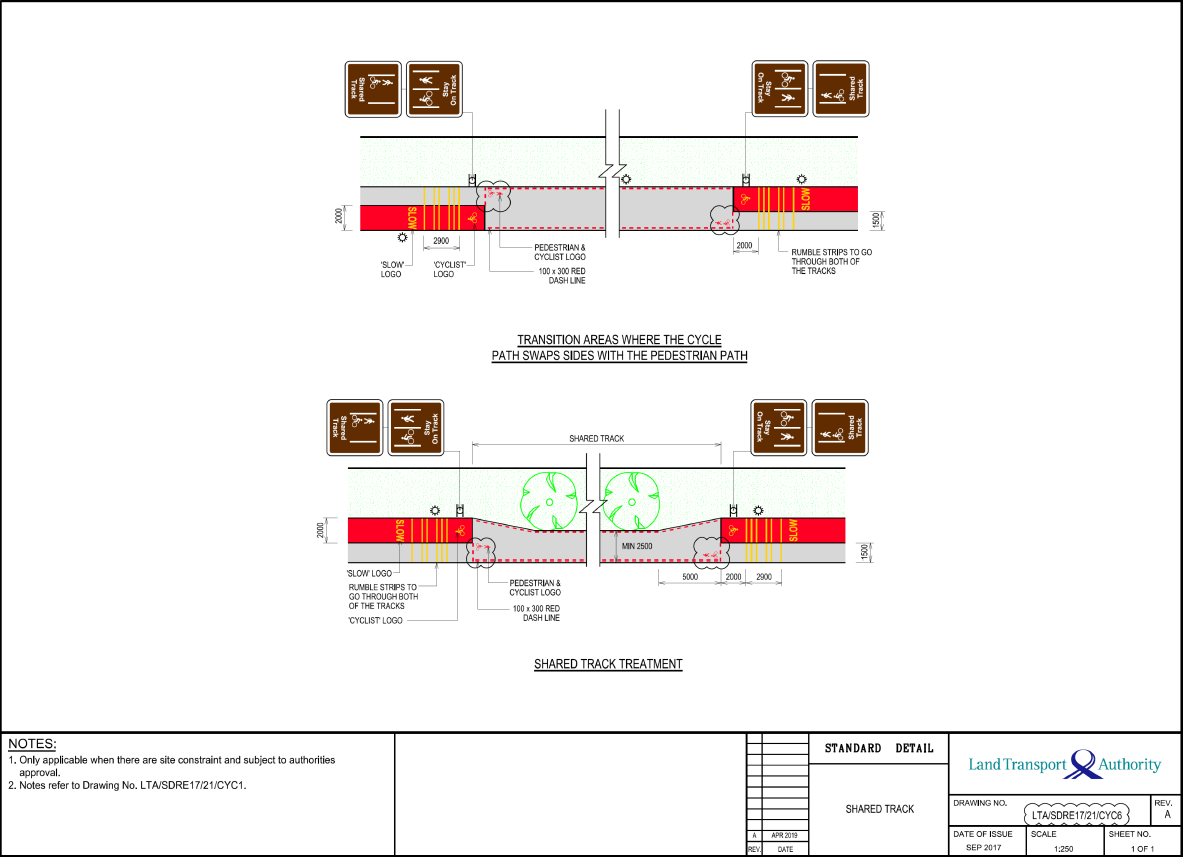 Shared
Track
Stay
On Track
Stay
On Track
Shared
Track
2000
SLOW
2900
'SLOW'
LOGO
'CYCLIST'
LOGO
PEDESTRIAN &
CYCLIST LOGO
100 x 300 RED
DASH LINE
SLOW
1500
2000
RUMBLE STRIPS TO GO
THROUGH BOTH OF
THE TRACKS
TRANSITION AREAS WHERE THE CYCLE
PATH SWAPS SIDES WITH THE PEDESTRIAN PATH
Shared
Track
Stay
On Track
SHARED TRACK
Stay
On Track
Shared
Track
2000
SLOW
MIN 2500
SLOW
1500
5000
2000
2900
'SLOW' LOGO
RUMBLE STRIPS TO
GO THROUGH BOTH
OF THE TRACKS
'CYCLIST' LOGO
PEDESTRIAN &
CYCLIST LOGO
100 x 300 RED
DASH LINE
SHARED TRACK TREATMENT
NOTES:
1. Only applicable when there are site constraint and subject to authorities
approval.
2. Notes refer to Drawing No. LTA/SDRE17/21/CYC1.
A APR 2019
REV. DATE
STANDARD DETAIL
SHARED TRACK
Land Transport Authority
DRAWING NO.
LTA/SDRE17/21/CYC6
REV.
A
DATE OF ISSUE
SEP 2017
SCALE
1:250
SHEET NO.
1 OF 1